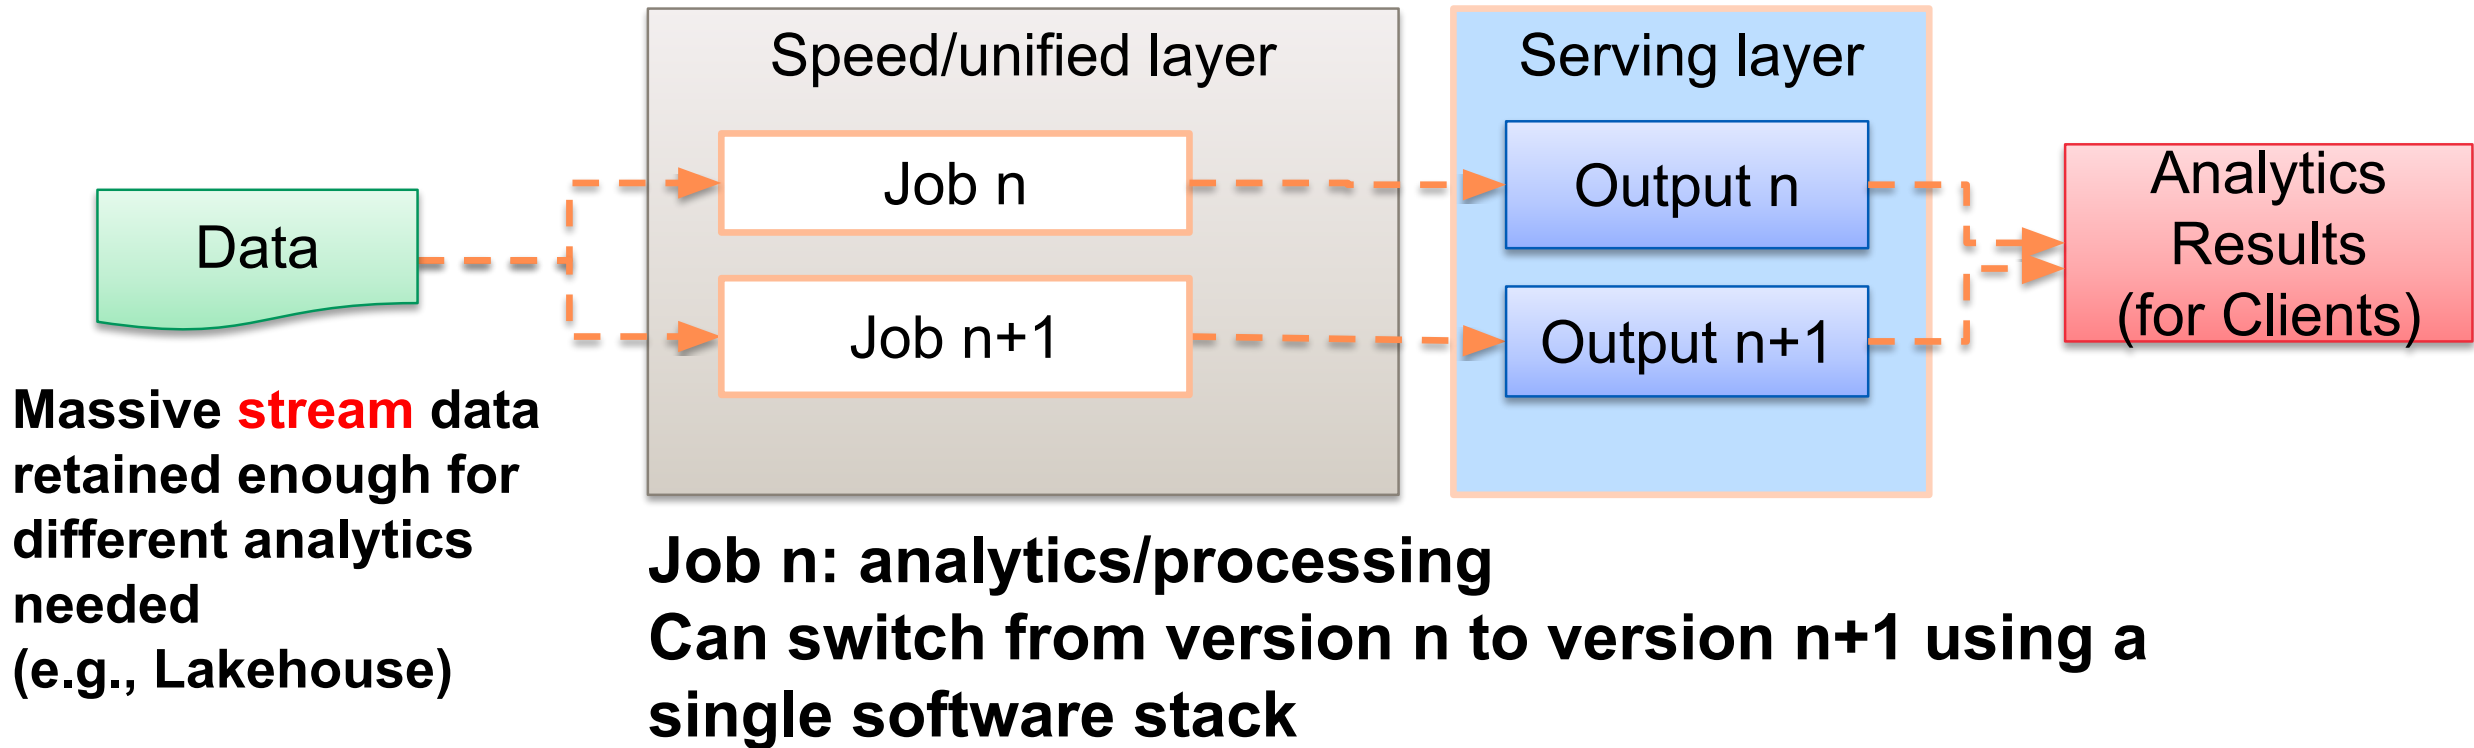 Speed/unified layer
Serving layer
Data
Job n
Job n+1
Output n
Output n+1
Analytics
Results
(for Clients)
Massive stream data
retained enough for
different analytics
needed
(e.g., Lakehouse)
Job n: analytics/processing
Can switch from version n to version n+1 using a
single software stack